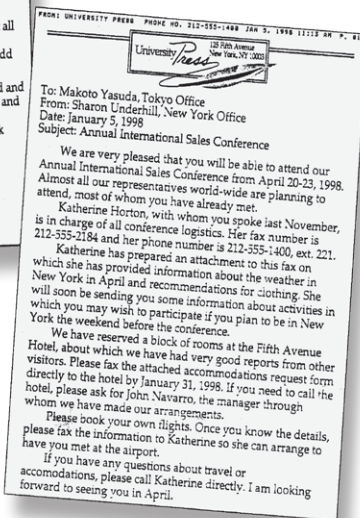 all
dd
d and
and
k
FROM: UNIVERSITY PRESS PHONE NO. 212-555-1400 JAN 5. 1998 11:15 AM P. 01
University Press
125 Fifth Avenue
New York, NY 10003
To: Makoto Yasuda, Tokyo Office
From: Sharon Underhill, New York Office
Date: January 5, 1998
Subject: Annual International Sales Conference
We are very pleased that you will be able to attend our
Annual International Sales Conference from April 20-23, 1998.
Almost all our representatives world-wide are planning to
attend, most of whom you have already met.
Katherine Horton, with whom you spoke last November,
is in charge of all conference logistics. Her fax number is
212-555-2184 and her phone number is 212-555-1400, ext. 221.
Katherine has prepared an attachment to this fax on
which she has provided information about the weather in
New York in April and recommendations for clothing. She
will soon be sending you some information about activities in
which you may wish to participate if you plan to be in New
York the weekend before the conference.
We have reserved a block of rooms at the Fifth Avenue
Hotel, about which we have had very good reports from other
visitors. Please fax the attached accommodations request form
directly to the hotel by January 31, 1998. If you need to call the
hotel, please ask for John Navarro, the manager through
whom we have made our arrangements.
Please book your own flights. Once you know the details,
please fax the information to Katherine so she can arrange to
have you met at the airport.
If you have any questions about travel or
accomodations, please call Katherine directly. I am looking
forward to seeing you in April.